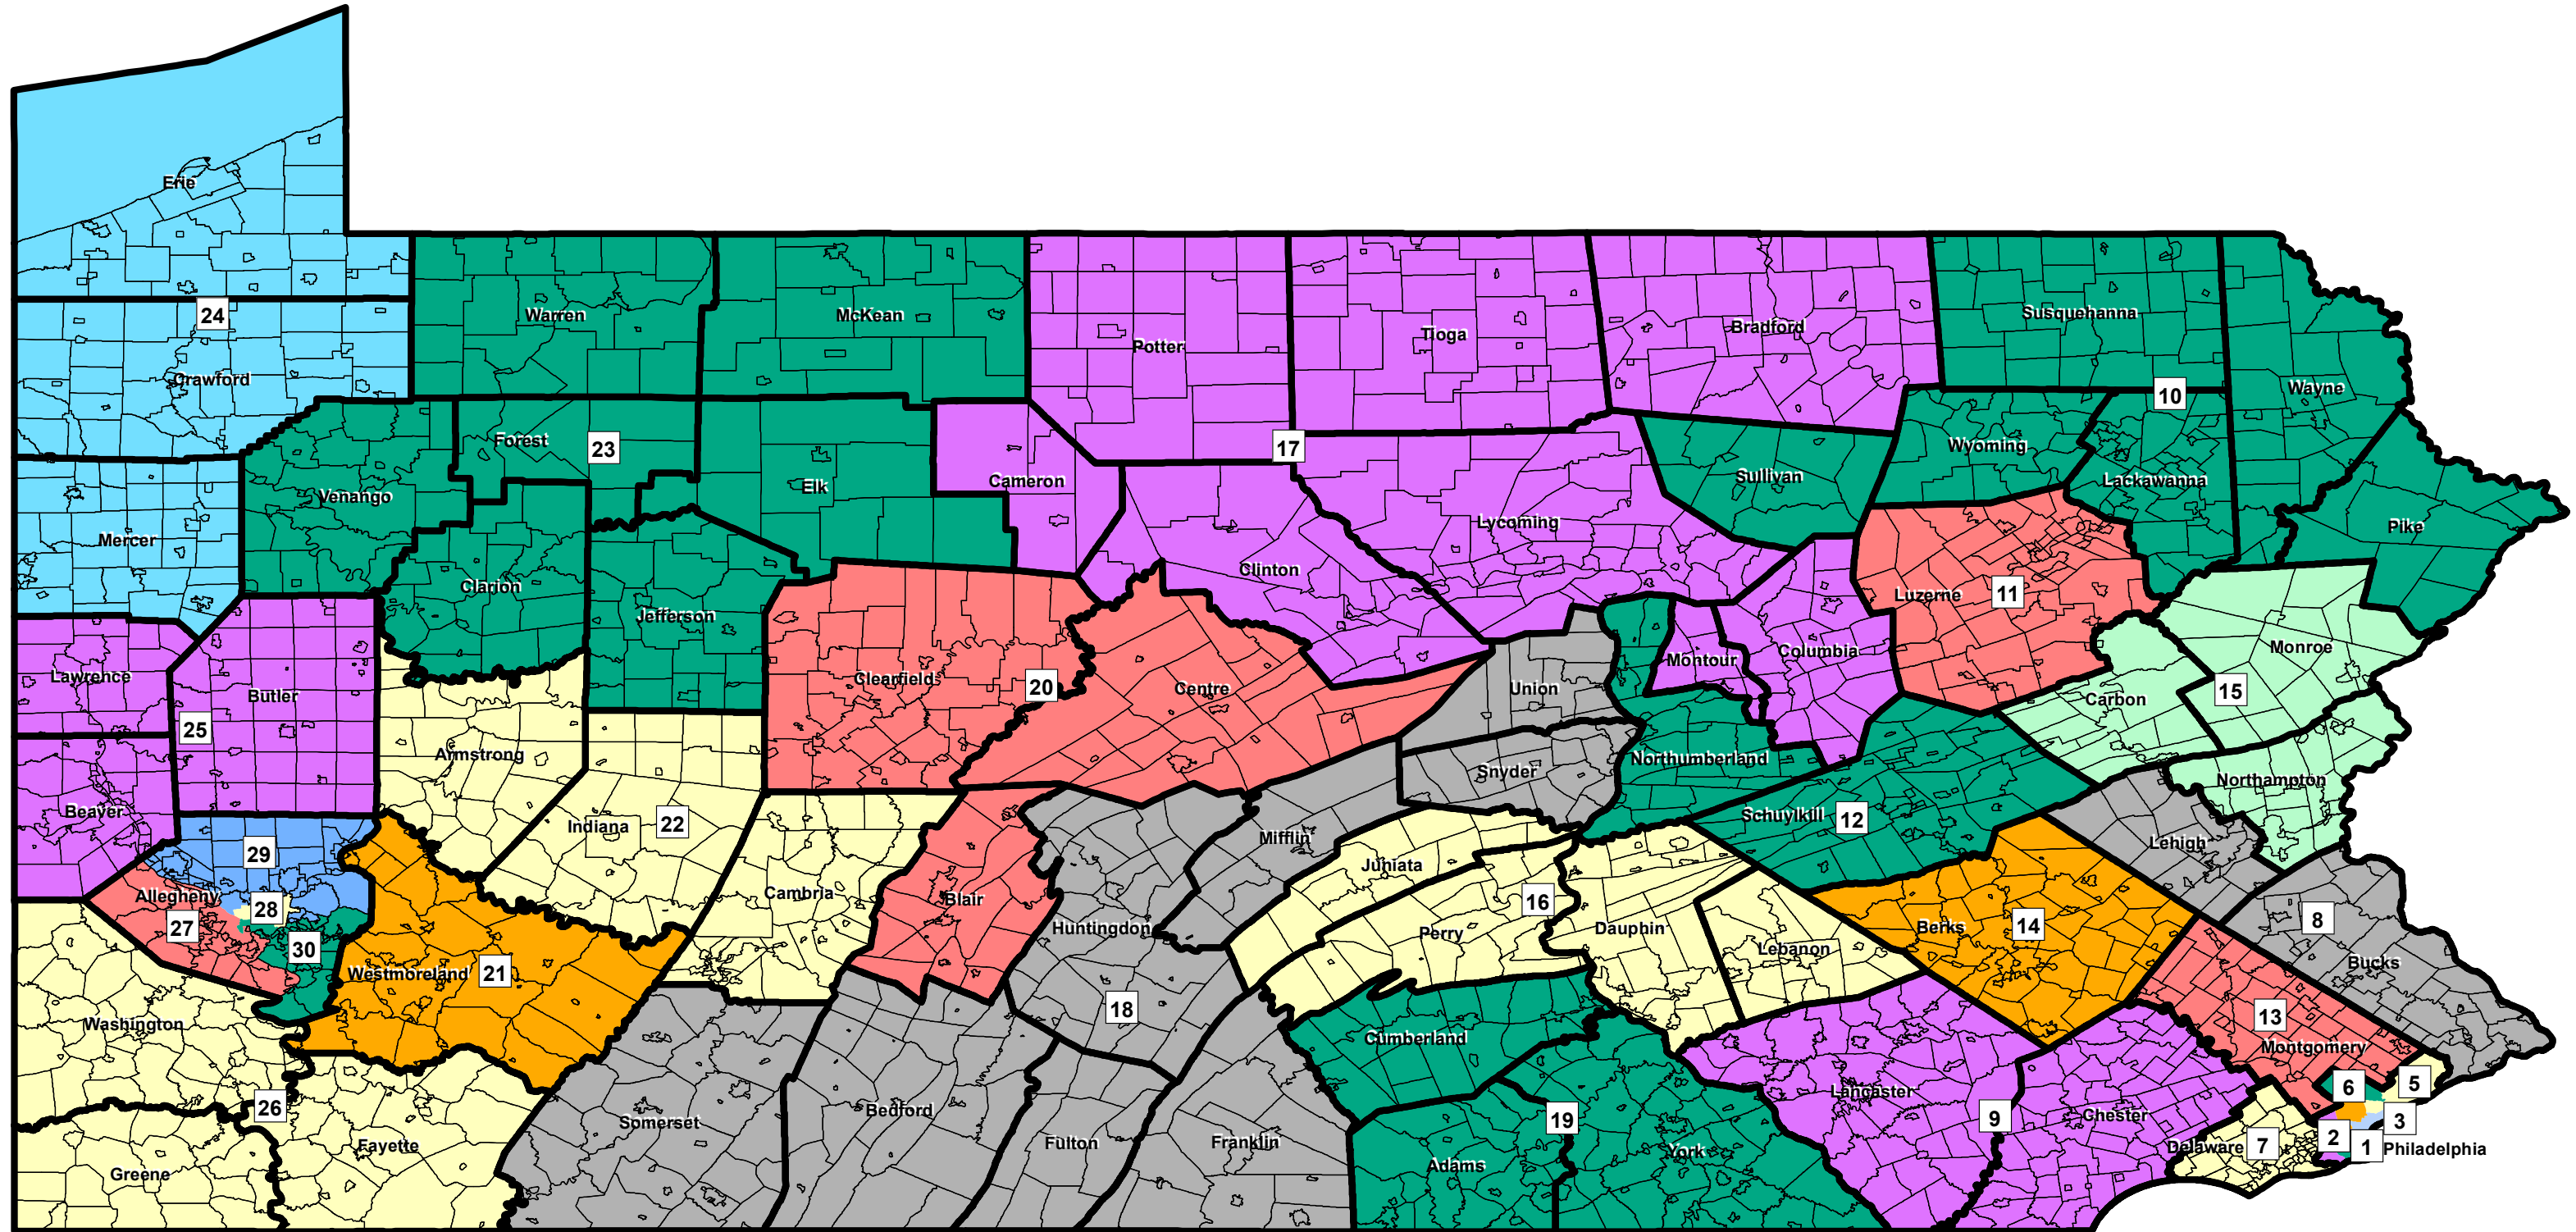 Erie
24
Warren
McKean
Susquehanna
Tioga
Bradford
Potter
Crawford
Wayne
10
Forest
23
17
Wyoming
Venango
Elk
Cameron
Sullivan
Lackawanna
Mercer
Lycoming
Pike
Clinton
Clarion
Jefferson
Luzerne
11
Lawrence
Butler
Clearfield
20
Centre
Union
Montour
Columbia
Monroe
15
Carbon
25
Armstrong
Snyder
Northumberland
Northampton
Beaver
Indiana
22
Mifflin
Schuylkill
12
Lehigh
29
Juniata
Allegheny
28
27
30
Cambria
Blair
Huntingdon
16
Perry
Dauphin
Lebanon
Berks
14
8
Bucks
Westmoreland
21
Washington
18
Cumberland
13
Montgomery
26
Somerset
Bedford
Fulton
Franklin
19
Lancaster
9
Chester
6
5
3
Greene
Fayette
Adams
York
Delaware
7
2
1
Philadelphia